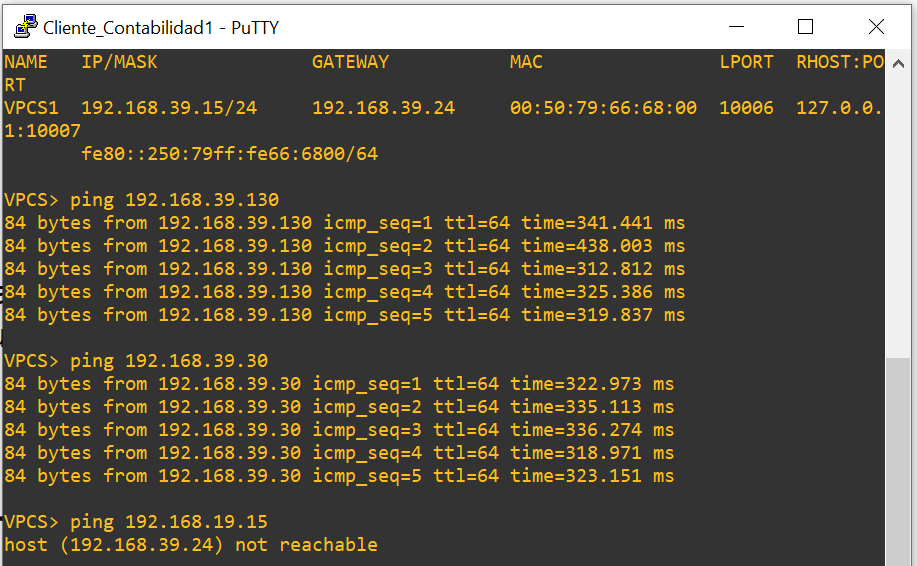 Cliente_Contabilidad1 - PuTTY
NAME   IP/MASK              GATEWAY           MAC                LPORT  RHOST:PO
RT
VPCS1  192.168.39.15/24     192.168.39.24     00:50:79:66:68:00  10006  127.0.0.
1:10007
       fe80::250:79ff:fe66:6800/64
VPCS> ping 192.168.39.130
84 bytes from 192.168.39.130 icmp_seq=1 ttl=64 time=341.441 ms
84 bytes from 192.168.39.130 icmp_seq=2 ttl=64 time=438.003 ms
84 bytes from 192.168.39.130 icmp_seq=3 ttl=64 time=312.812 ms
84 bytes from 192.168.39.130 icmp_seq=4 ttl=64 time=325.386 ms
84 bytes from 192.168.39.130 icmp_seq=5 ttl=64 time=319.837 ms
VPCS> ping 192.168.39.30
84 bytes from 192.168.39.30 icmp_seq=1 ttl=64 time=322.973 ms
84 bytes from 192.168.39.30 icmp_seq=2 ttl=64 time=335.113 ms
84 bytes from 192.168.39.30 icmp_seq=3 ttl=64 time=336.274 ms
84 bytes from 192.168.39.30 icmp_seq=4 ttl=64 time=318.971 ms
84 bytes from 192.168.39.30 icmp_seq=5 ttl=64 time=323.151 ms
VPCS> ping 192.168.19.15
host (192.168.39.24) not reachable